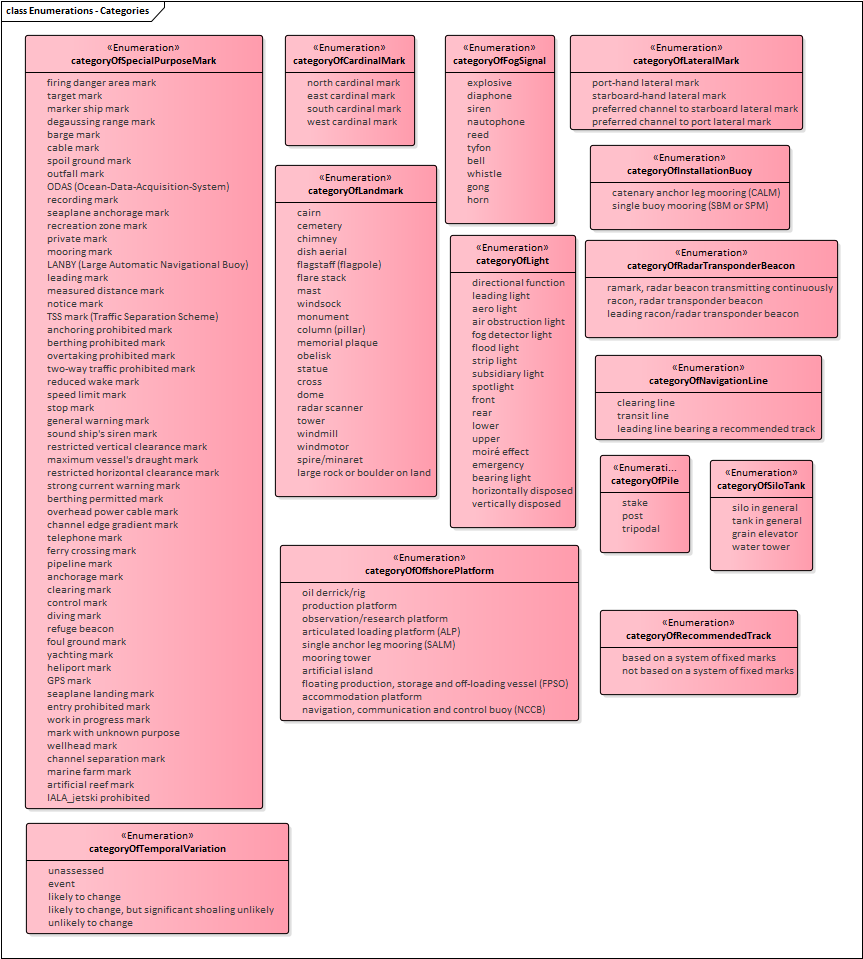 class Enumerations - Categories
«Enumeration»
categoryOfSpecialPurposeMark
firing danger area mark
target mark
marker ship mark
degaussing range mark
barge mark
cable mark
spoil ground mark
outfall mark
ODAS (Ocean-Data-Acquisition-System)
recording mark
seaplane anchorage mark
recreation zone mark
private mark
mooring mark
LANBY (Large Automatic Navigational Buoy)
leading mark
measured distance mark
notice mark
TSS mark (Traffic Separation Scheme)
anchoring prohibited mark
berthing prohibited mark
overtaking prohibited mark
two-way traffic prohibited mark
reduced wake mark
speed limit mark
stop mark
general warning mark
sound ship's siren mark
restricted vertical clearance mark
maximum vessel's draught mark
restricted horizontal clearance mark
strong current warning mark
berthing permitted mark
overhead power cable mark
channel edge gradient mark
telephone mark
ferry crossing mark
pipeline mark
anchorage mark
clearing mark
control mark
diving mark
refuge beacon
foul ground mark
yachting mark
heliport mark
GPS mark
seaplane landing mark
entry prohibited mark
work in progress mark
mark with unknown purpose
wellhead mark
channel separation mark
marine farm mark
artificial reef mark
IALA_jetski prohibited
«Enumeration»
categoryOfTemporalVariation
unassessed
event
likely to change
likely to change, but significant shoaling unlikely
unlikely to change
«Enumeration»
categoryOfCardinalMark
north cardinal mark
east cardinal mark
south cardinal mark
west cardinal mark
«Enumeration»
categoryOfLandmark
cairn
cemetery
chimney
dish aerial
flagstaff (flagpole)
flare stack
mast
windsock
monument
column (pillar)
memorial plaque
obelisk
statue
cross
dome
radar scanner
tower
windmill
windmotor
spire/minaret
large rock or boulder on land
«Enumeration»
categoryOfFogSignal
explosive
diaphone
siren
nautophone
reed
tyfon
bell
whistle
gong
horn
«Enumeration»
categoryOfLight
directional function
leading light
aero light
air obstruction light
fog detector light
flood light
strip light
subsidiary light
spotlight
front
rear
lower
upper
moiré effect
emergency
bearing light
horizontally disposed
vertically disposed
«Enumeration»
categoryOfOffshorePlatform
oil derrick/rig
production platform
observation/research platform
articulated loading platform (ALP)
single anchor leg mooring (SALM)
mooring tower
artificial island
floating production, storage and off-loading vessel (FPSO)
accommodation platform
navigation, communication and control buoy (NCCB)
«Enumeration»
categoryOfLateralMark
port-hand lateral mark
starboard-hand lateral mark
preferred channel to starboard lateral mark
preferred channel to port lateral mark
«Enumeration»
categoryOfInstallationBuoy
catenary anchor leg mooring (CALM)
single buoy mooring (SBM or SPM)
«Enumeration»
categoryOfRadarTransponderBeacon
ramark, radar beacon transmitting continuously
racon, radar transponder beacon
leading racon/radar transponder beacon
«Enumeration»
categoryOfNavigationLine
clearing line
transit line
leading line bearing a recommended track
«Enumerati...
categoryOfPile
stake
post
tripodal
«Enumeration»
categoryOfSiloTank
silo in general
tank in general
grain elevator
water tower
«Enumeration»
categoryOfRecommendedTrack
based on a system of fixed marks
not based on a system of fixed marks